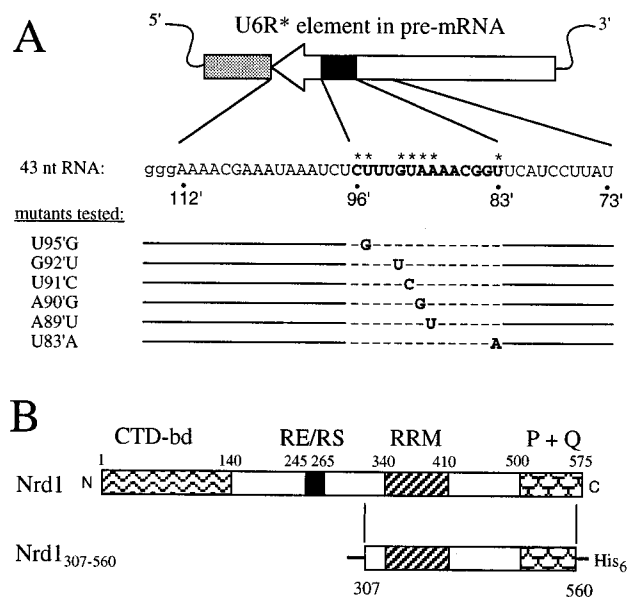 A
U6R* element in pre-mRNA
5'
3'
** **** *
43 nt RNA: gggAAAACGAAAUAAAUCUCUUUGUAAAACGGUUCAUCCUUAU
112' 96' 83' 73'
mutants tested:
U95'G G
G92'U U
U91'C C
A90'G G
A89'U U
U83'A A
B
CTD-bd RE/RS RRM P + Q
1 140 245 265 340 410 500 575
Nrd1 N C
Nrd1307-560 His6
307 560